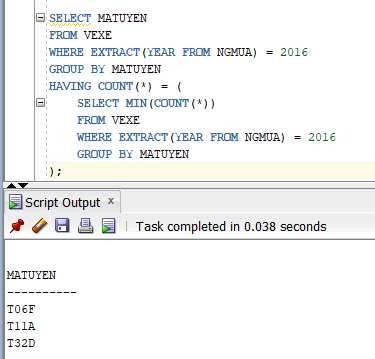 SELECT MATUYEN
FROM VEXE
WHERE EXTRACT(YEAR FROM NGMUA) = 2016
GROUP BY MATUYEN
HAVING COUNT(*) = (
    SELECT MIN(COUNT(*))
    FROM VEXE
    WHERE EXTRACT(YEAR FROM NGMUA) = 2016
    GROUP BY MATUYEN
);
Script Output x
Task completed in 0.038 seconds
MATUYEN
----------
T06F
T11A
T32D